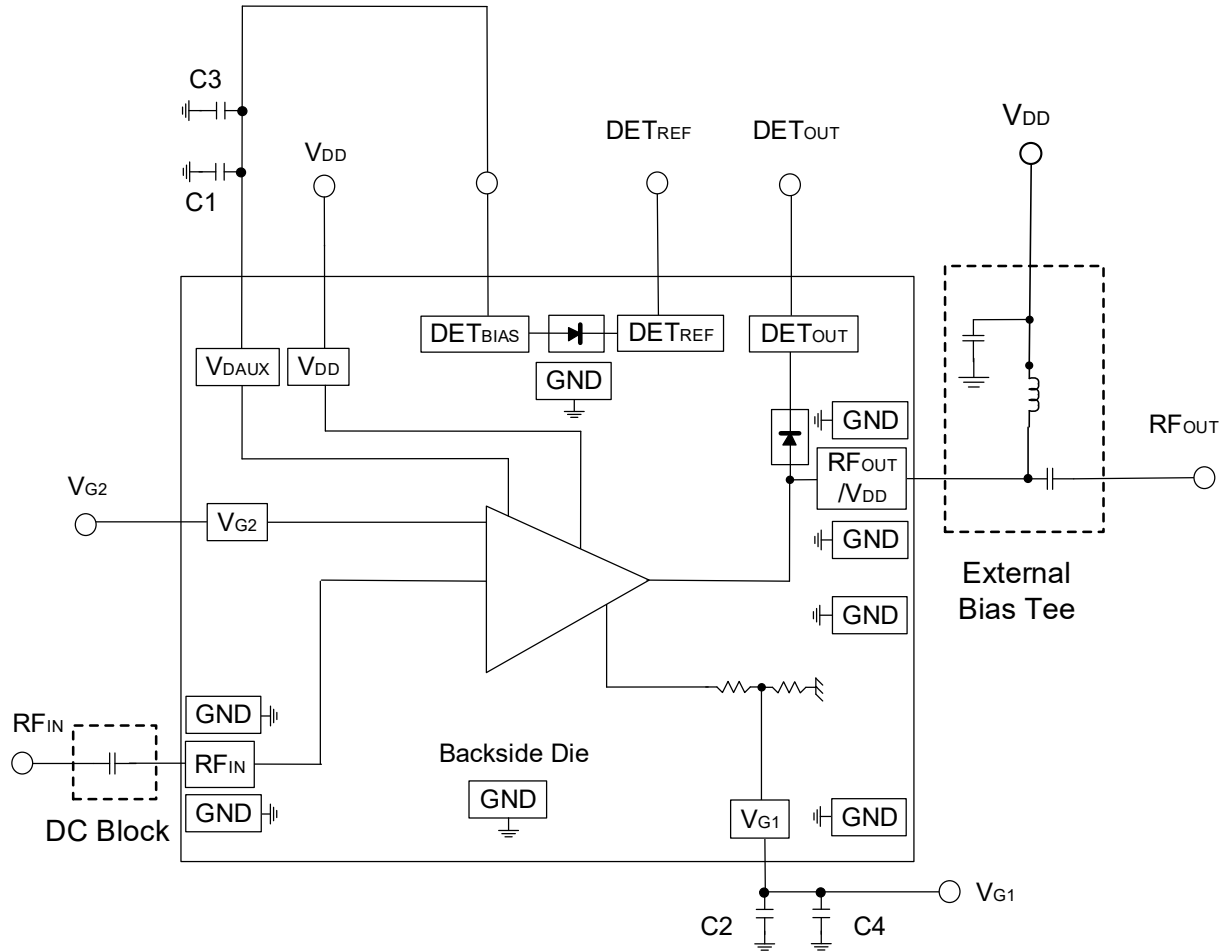 C3
C1
VDD
DETREF
DETOUT
VDD
DETBIAS
DETREF
DETOUT
VDAUX
VDD
GND
GND
RFOUT
/VDD
RFOUT
VG2
VG2
GND
External
Bias Tee
GND
GND
RFIN
RFIN
Backside Die
GND
GND
DC Block
VG1
GND
VG1
C2
C4